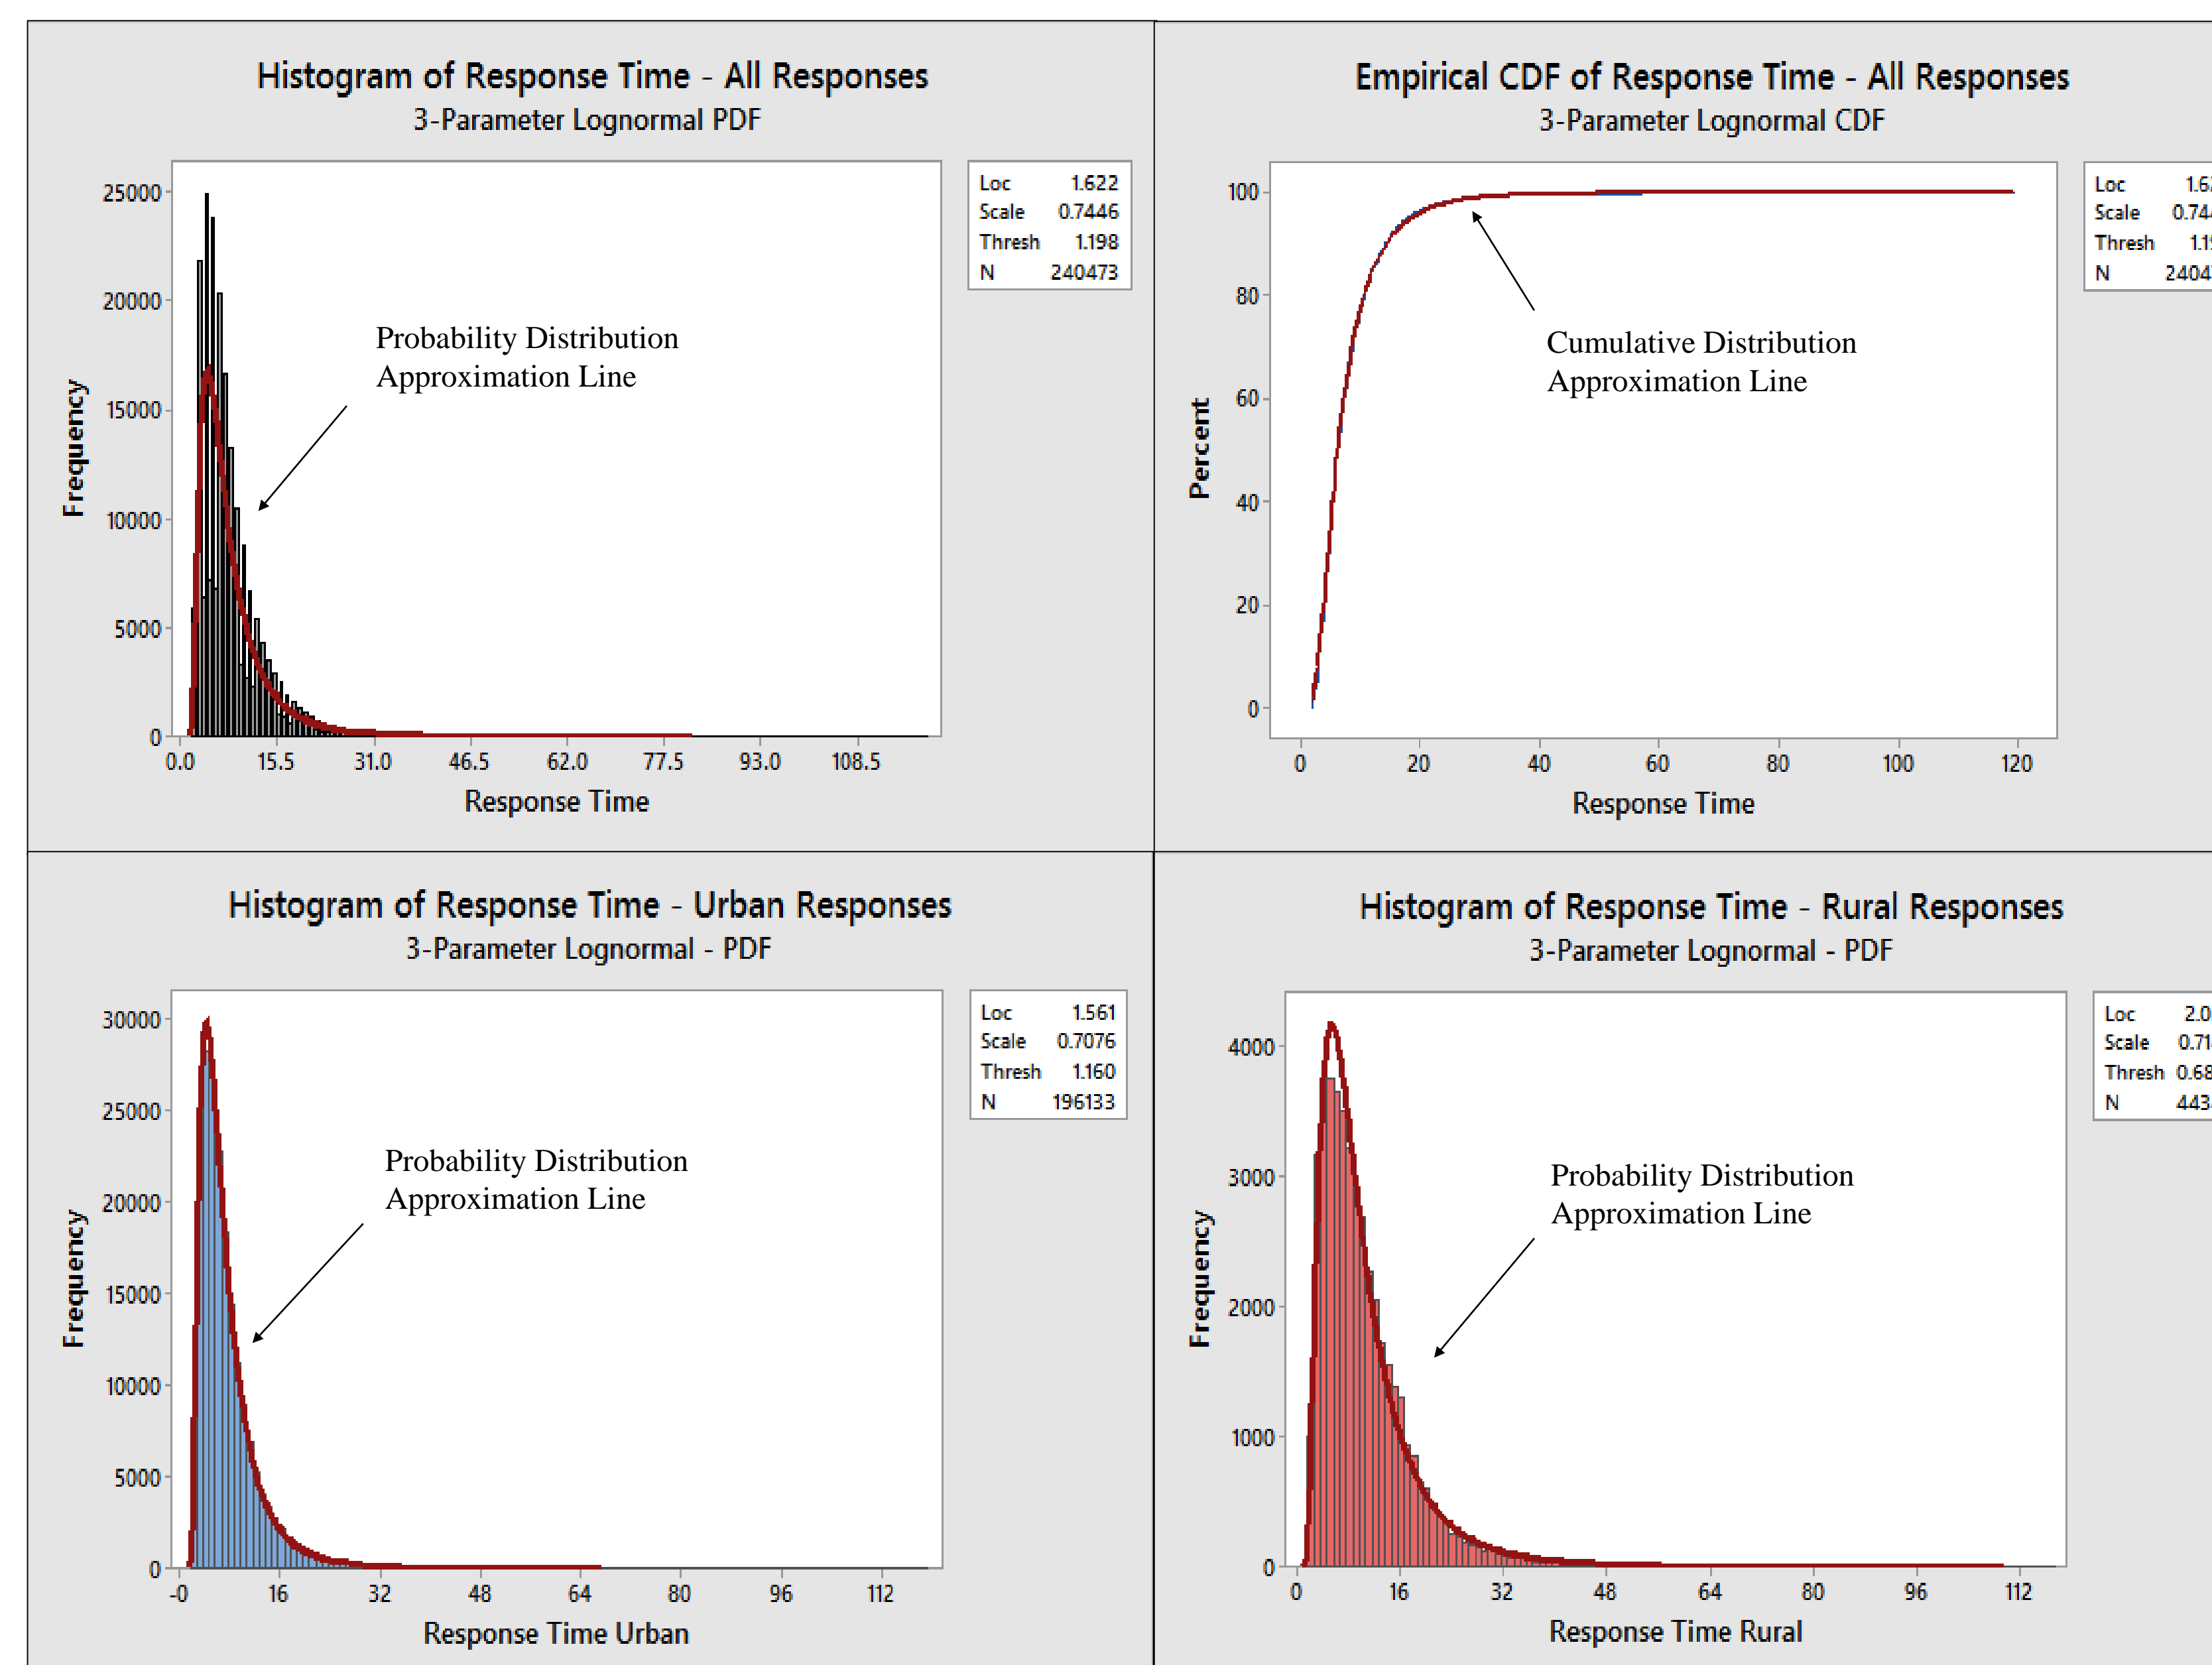 Histogram of Response Time - All Responses
3-Parameter Lognormal PDF
Loc 1.622
Scale 0.7446
Thresh 1.198
N 240473
25000
20000
15000
10000
5000
0
Frequency
Probability Distribution
Approximation Line
0.0 15.5 31.0 46.5 62.0 77.5 93.0 108.5
Response Time
Empirical CDF of Response Time - All Responses
3-Parameter Lognormal CDF
Loc
Scale
Thresh
N
100
80
60
40
20
0
Percent
Cumulative Distribution
Approximation Line
0 20 40 60 80 100 120
Response Time
Histogram of Response Time - Urban Responses
3-Parameter Lognormal - PDF
Loc 1.561
Scale 0.7076
Thresh 1.160
N 196133
30000
25000
20000
15000
10000
5000
0
Frequency
Probability Distribution
Approximation Line
-0 16 32 48 64 80 96 112
Response Time Urban
Histogram of Response Time - Rural Responses
3-Parameter Lognormal - PDF
Loc
Scale
Thresh
N
4000
3000
2000
1000
0
Frequency
Probability Distribution
Approximation Line
0 16 32 48 64 80 96 112
Response Time Rural